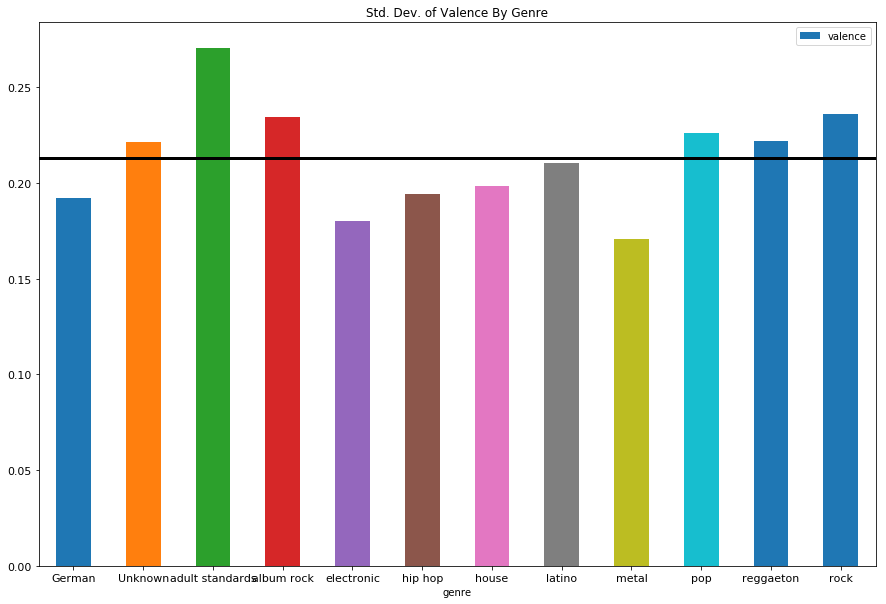 Std. Dev. of Valence By Genre
valence
0.25
0.20
0.15
0.10
0.05
0.00
German Unknown adult standards album rock electronic hip hop house latino metal pop reggaeton rock
genre